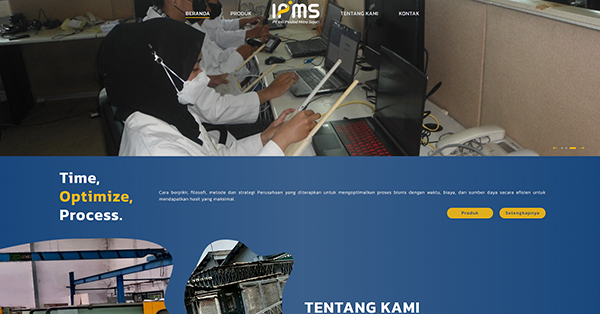 BERANDA
PRODUK
IPMS
TENTANG KAMI
KONTAK
Time,
Optimize,
Process.
Cara berpikir, filosofi, metode dan strategi Perusahaan yang diterapkan untuk mengoptimalkan proses bisnis dengan waktu, biaya, dan sumber daya secara efisien untuk
mendapatkan hasil yang maksimal.
Produk
Selengkapnya
TENTANG KAMI